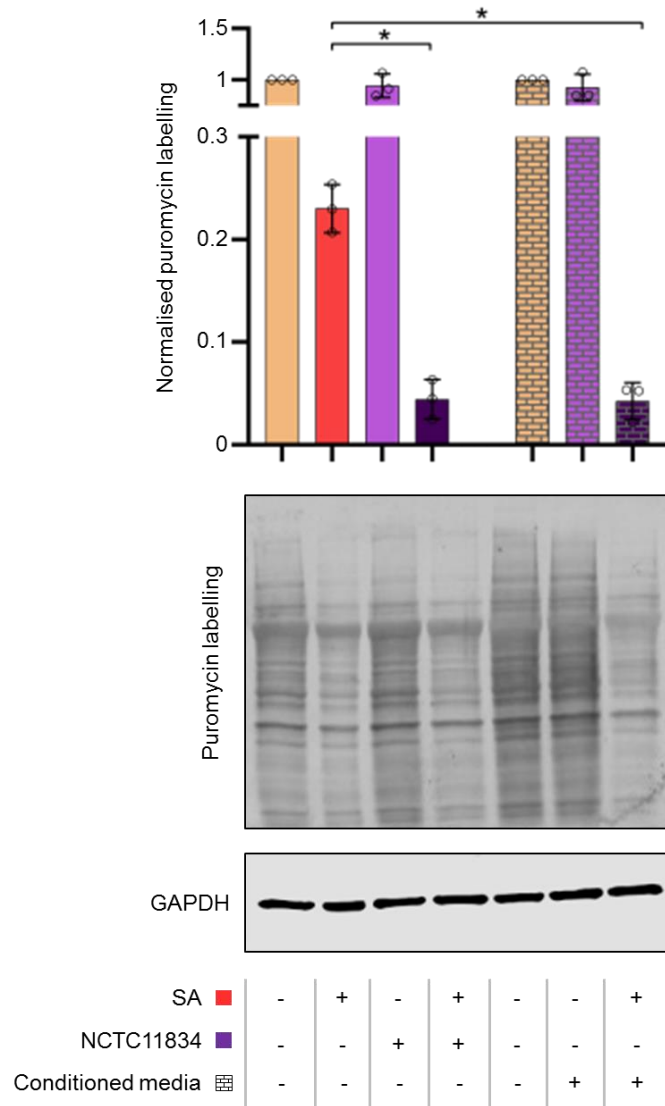 *
*
1.5
1
0.3
0.2
0.1
0
Normalised puromycin labelling
Puromycin labelling
GAPDH
SA - + - + - - +
NCTC11834 - - + + - - -
Conditioned media - - - - - + +